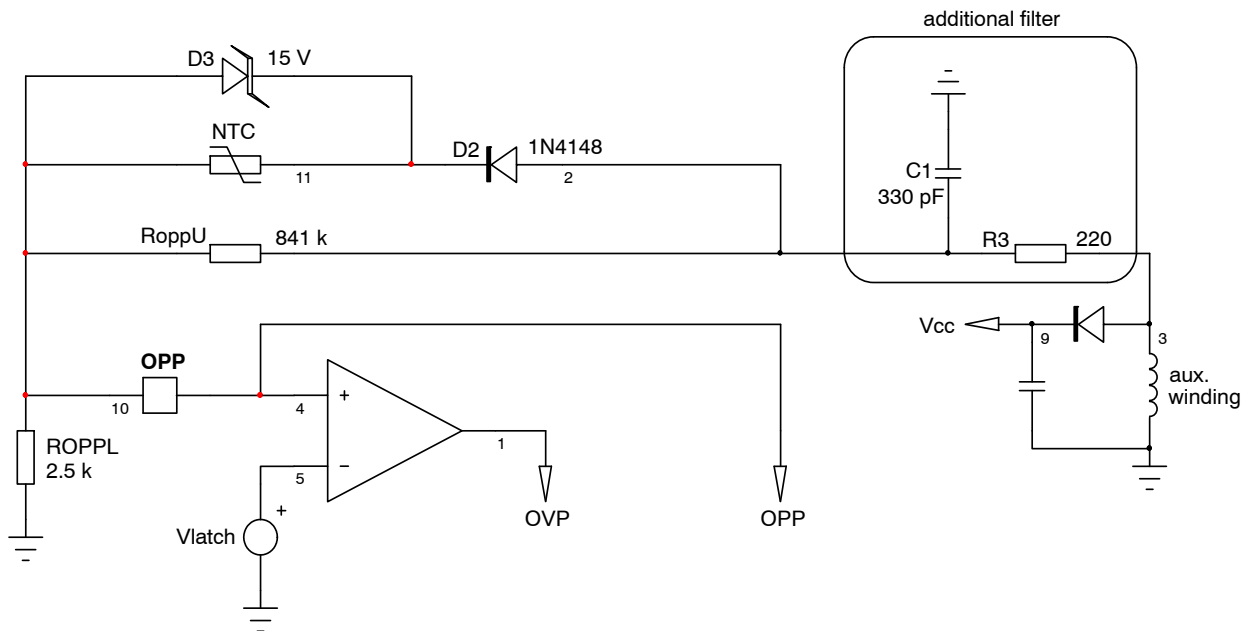 additional filter
D3
15 V
NTC
11
D2
1N4148
2
C1
330 pF
RoppU
841 k
R3
220
Vcc
9
3
OPP
10
4
+
1
aux.
winding
ROPPL
2.5 k
5
−
+
Vlatch
OVP
OPP